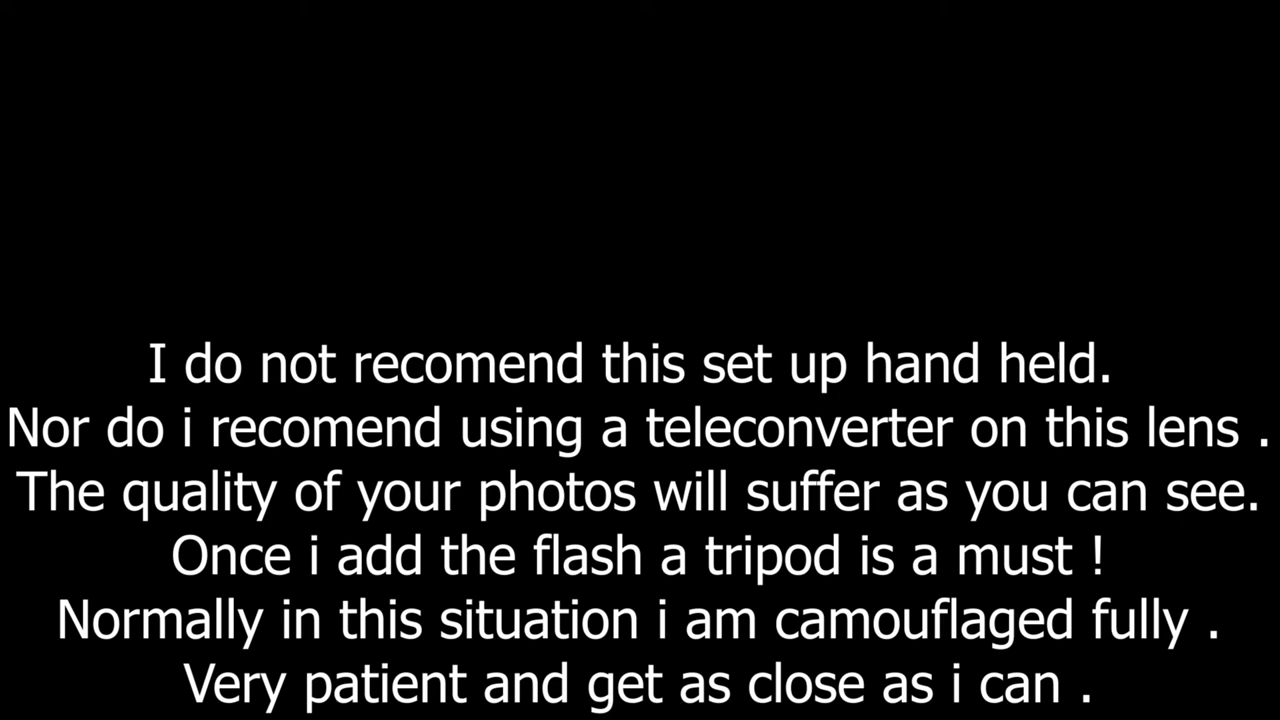 I do not recomend this set up hand held.
Nor do i recomend using a teleconverter on this lens .
The quality of your photos will suffer as you can see.
Once i add the flash a tripod is a must !
Normally in this situation i am camouflaged fully .
Very patient and get as close as i can .